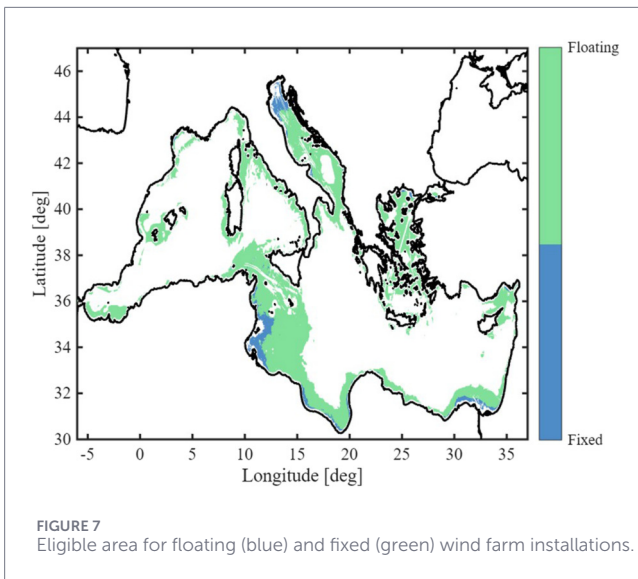 Floating
46
44
42
40
38
36
34
32
30
Latitude [deg]
-5 0 5 10 15 20 25 30 35
Longitude [deg]
Fixed
FIGURE 7
Eligible area for floating (blue) and fixed (green) wind farm installations.